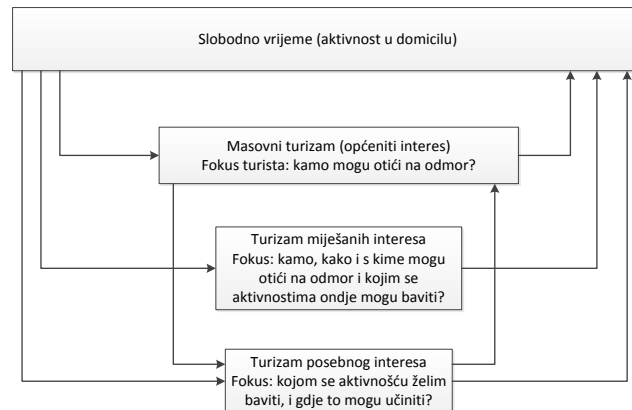 Slobodno vrijeme (aktivnost u domicilu)
Masovni turizam (općeniti interes)
Fokus turista: kamo mogu otići na odmor?
Turizam miješanih interesa
Fokus: kamo, kako i s kime mogu
otići na odmor i kojim se
aktivnostima ondje mogu baviti?
Turizam posebnog interesa
Fokus: kojom se aktivnošću želim
baviti, i gdje to mogu učiniti?